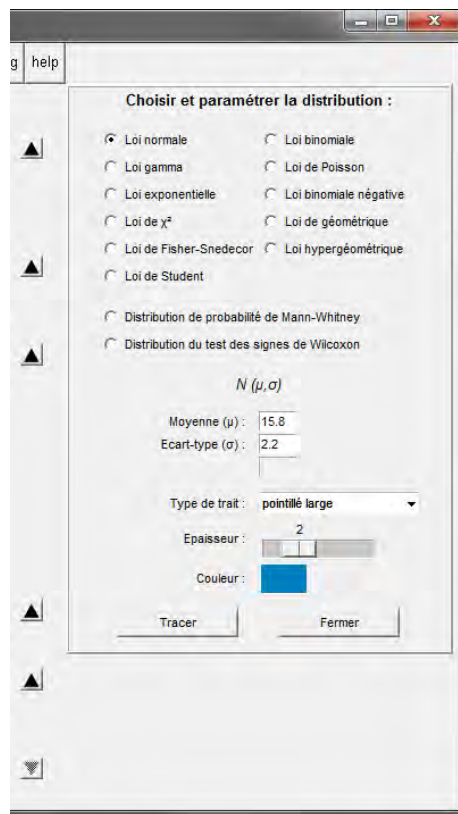 g help
Choisir et paramétrer la distribution :
Loi normale Loi binomiale
Loi gamma Loi de Poisson
Loi exponentielle Loi binomiale négative
Loi de χ² Loi de géométrique
Loi de Fisher-Snedecor Loi hypergéométrique
Loi de Student
Distribution de probabilité de Mann-Whitney
Distribution du test des signes de Wilcoxon
N (μ,σ)
Moyenne (μ) : 15.8
Ecart-type (σ) : 2.2
Type de trait : pointillé large
2
Epaisseur :
Couleur :
Tracer Fermer